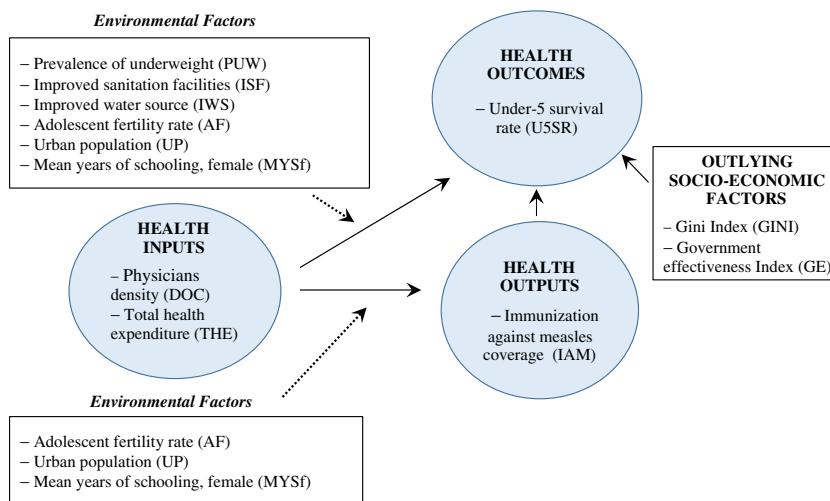 Environmental Factors
– Prevalence of underweight (PUW)
– Improved sanitation facilities (ISF)
– Improved water source (IWS)
– Adolescent fertility rate (AF)
– Urban population (UP)
– Mean years of schooling, female (MYSf)
HEALTH
OUTCOMES
– Under-5 survival
rate (U5SR)
OUTLYING
SOCIO-ECONOMIC
FACTORS
– Gini Index (GINI)
– Government
effectiveness Index (GE)
HEALTH
INPUTS
– Physicians
density (DOC)
– Total health
expenditure (THE)
HEALTH
OUTPUTS
– Immunization
against measles
coverage (IAM)
Environmental Factors
– Adolescent fertility rate (AF)
– Urban population (UP)
– Mean years of schooling, female (MYSf)